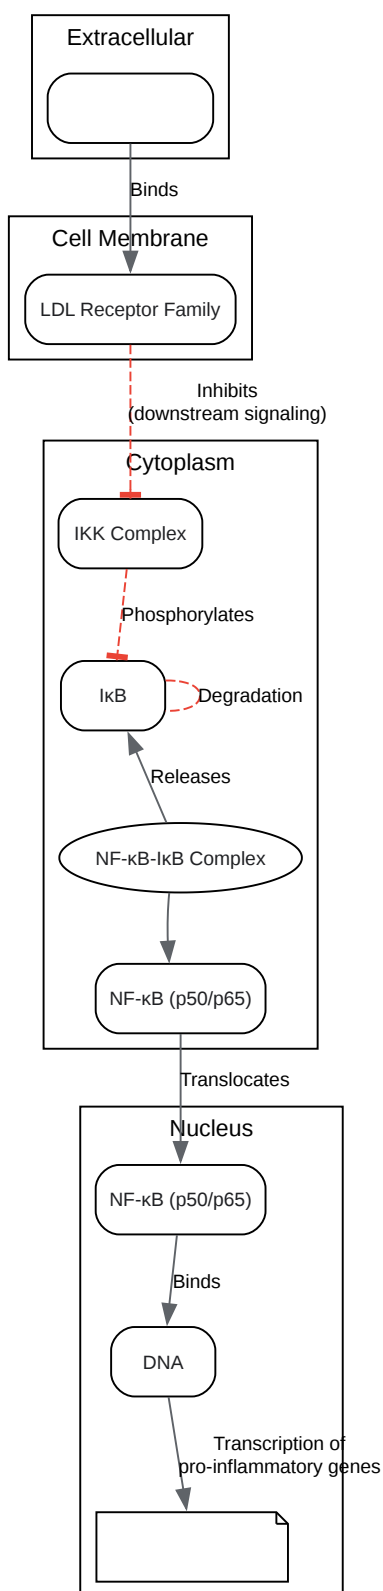 Extracellular
Binds
Cell Membrane
LDL Receptor Family
Inhibits
(downstream signaling)
Cytoplasm
IKK Complex
Phosphorylates
IκB
Degradation
Releases
NF-κB-IκB Complex
NF-κB (p50/p65)
Translocates
Nucleus
NF-κB (p50/p65)
Binds
DNA
Transcription of
pro-inflammatory genes